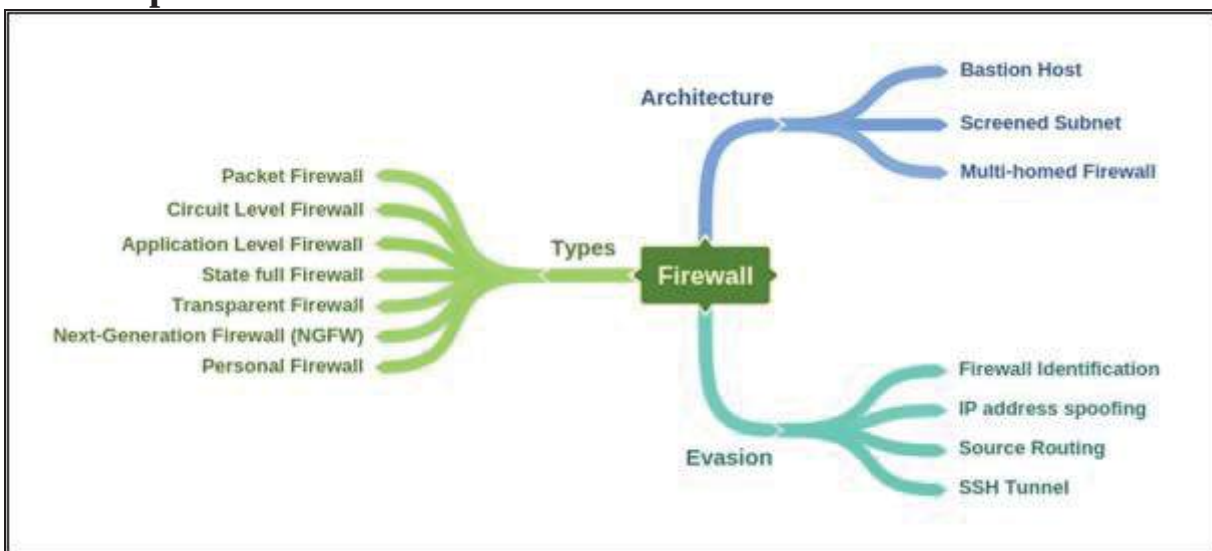 Architecture
Bastion Host
Screened Subnet
Multi-homed Firewall
Packet Firewall
Circuit Level Firewall
Application Level Firewall
State full Firewall
Transparent Firewall
Next-Generation Firewall (NGFW)
Personal Firewall
Types
Firewall
Evasion
Firewall Identification
IP address spoofing
Source Routing
SSH Tunnel